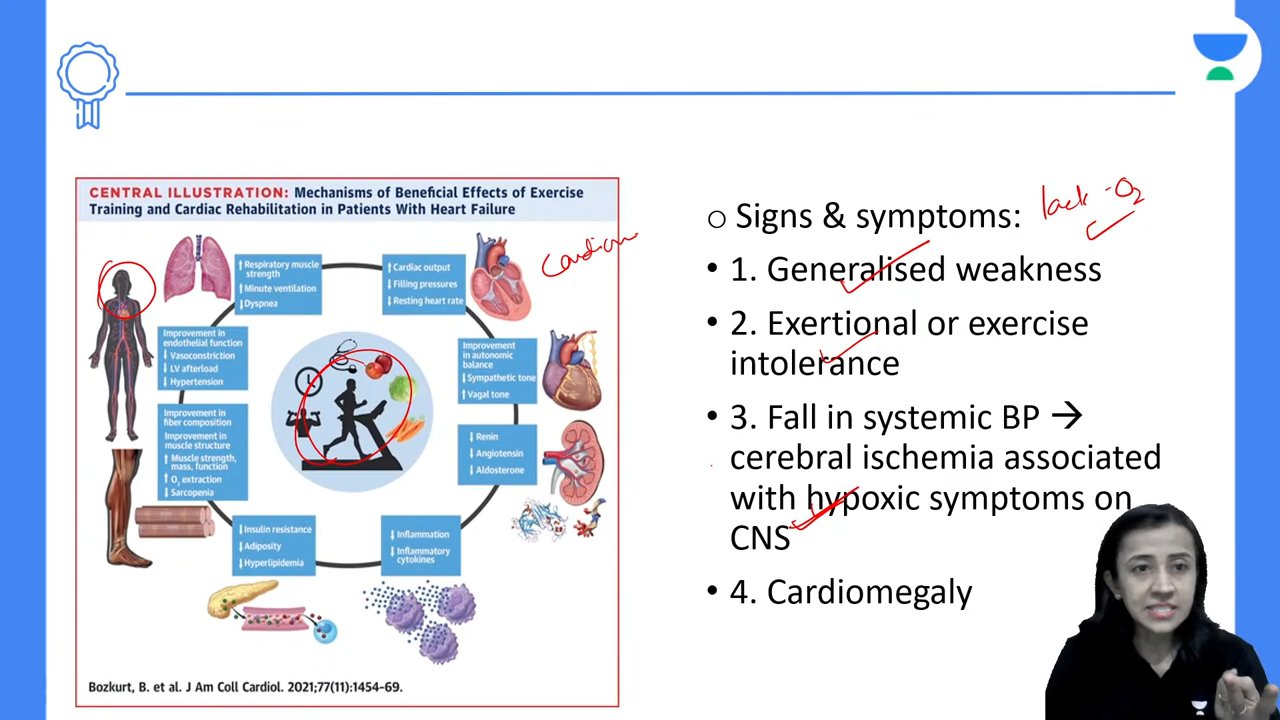 CENTRAL ILLUSTRATION: Mechanisms of Beneficial Effects of Exercise
Training and Cardiac Rehabilitation in Patients With Heart Failure
↑ Respiratory muscle
strength
↑ Minute ventilation
↓ Dyspnea
↑ Cardiac output
↓ Filling pressures
↓ Resting heart rate
Improvement in
endothelial function
↓ Vasoconstriction
↓ LV afterload
↓ Hypertension
Improvement
in autonomic
balance
↓ Sympathetic tone
↑ Vagal tone
Improvement in
fiber composition
Improvement in
muscle structure
↑ Muscle strength,
mass, function
↑ O2 extraction
↓ Sarcopenia
↓ Renin
↓ Angiotensin
↓ Aldosterone
↓ Insulin resistance
↓ Adiposity
↓ Hyperlipidemia
↓ Inflammation
↓ Inflammatory
cytokines
Bozkurt, B. et al. J Am Coll Cardiol. 2021;77(11):1454-69.
o Signs & symptoms:
lack - O2
• 1. Generalised weakness
• 2. Exertional or exercise
intolerance
• 3. Fall in systemic BP →
cerebral ischemia associated
with hypoxic symptoms on
CNS
• 4. Cardiomegaly